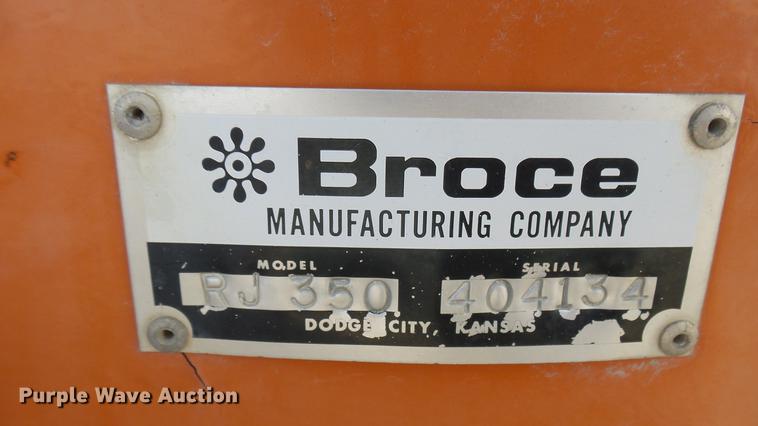 Broce
MANUFACTURING COMPANY
MODEL SERIAL
RJ 350 404134
DODGE CITY, KANSAS
Purple Wave Auction